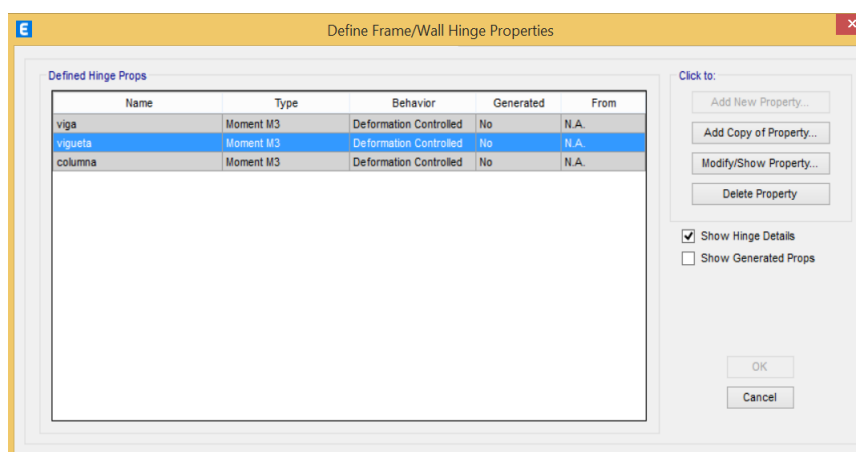 E
Define Frame/Wall Hinge Properties
Defined Hinge Props
Name Type Behavior Generated From
viga Moment M3 Deformation Controlled No N.A.
vigueta Moment M3 Deformation Controlled No N.A.
columna Moment M3 Deformation Controlled No N.A.
Click to:
Add New Property...
Add Copy of Property...
Modify/Show Property...
Delete Property
Show Hinge Details
Show Generated Props
OK
Cancel